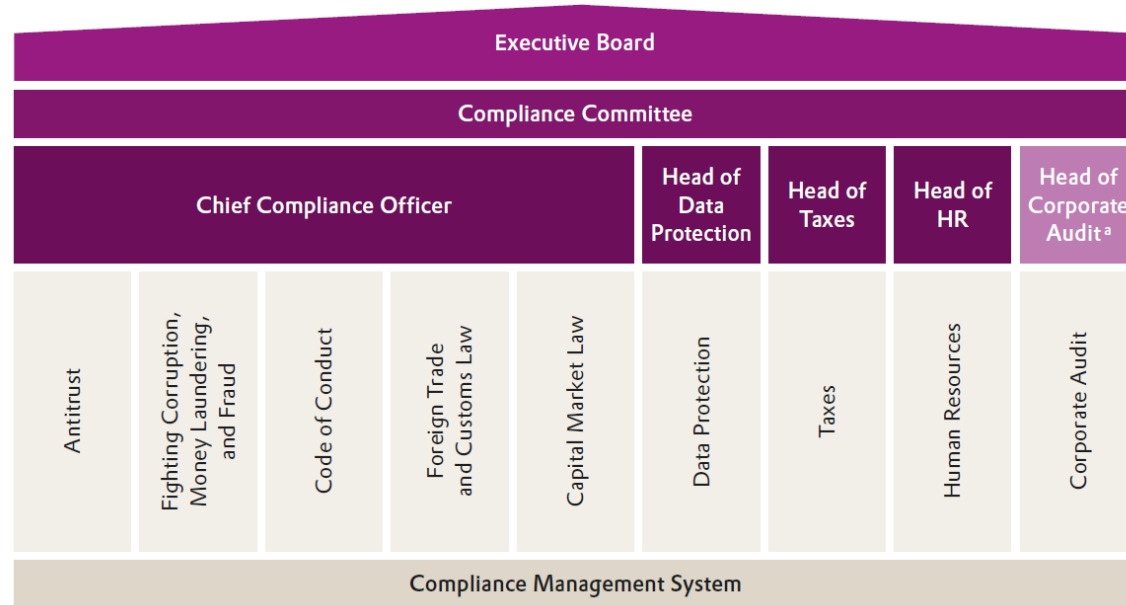 Executive Board
Compliance Committee
Chief Compliance Officer
Head of
Data
Protection
Head of
Taxes
Head of
HR
Head of
Corporate
Audit ᵃ
Antitrust
Fighting Corruption,
Money Laundering,
and Fraud
Code of Conduct
Foreign Trade
and Customs Law
Capital Market Law
Data Protection
Taxes
Human Resources
Corporate Audit
Compliance Management System